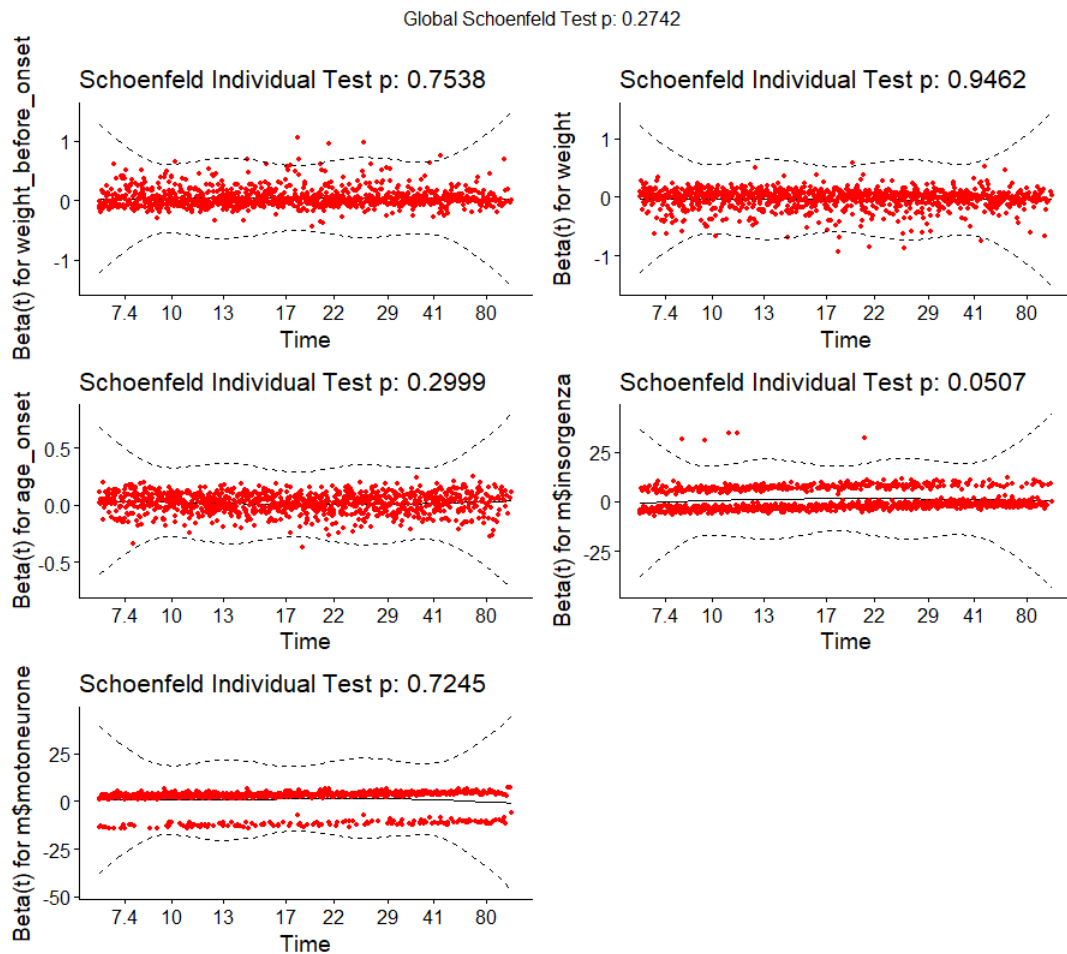 Global Schoenfeld Test p: 0.2742
Schoenfeld Individual Test p: 0.7538
Beta(t) for weight_before_onset
1
0
-1
7.4 10 13 17 22 29 41 80
Time
Schoenfeld Individual Test p: 0.9462
Beta(t) for weight
1
0
-1
7.4 10 13 17 22 29 41 80
Time
Schoenfeld Individual Test p: 0.2999
Beta(t) for age_onset
0.5
0.0
-0.5
7.4 10 13 17 22 29 41 80
Time
Schoenfeld Individual Test p: 0.0507
Beta(t) for m$insorgenza
25
0
-25
7.4 10 13 17 22 29 41 80
Time
Schoenfeld Individual Test p: 0.7245
Beta(t) for m$motoneurone
25
0
-25
-50
7.4 10 13 17 22 29 41 80
Time